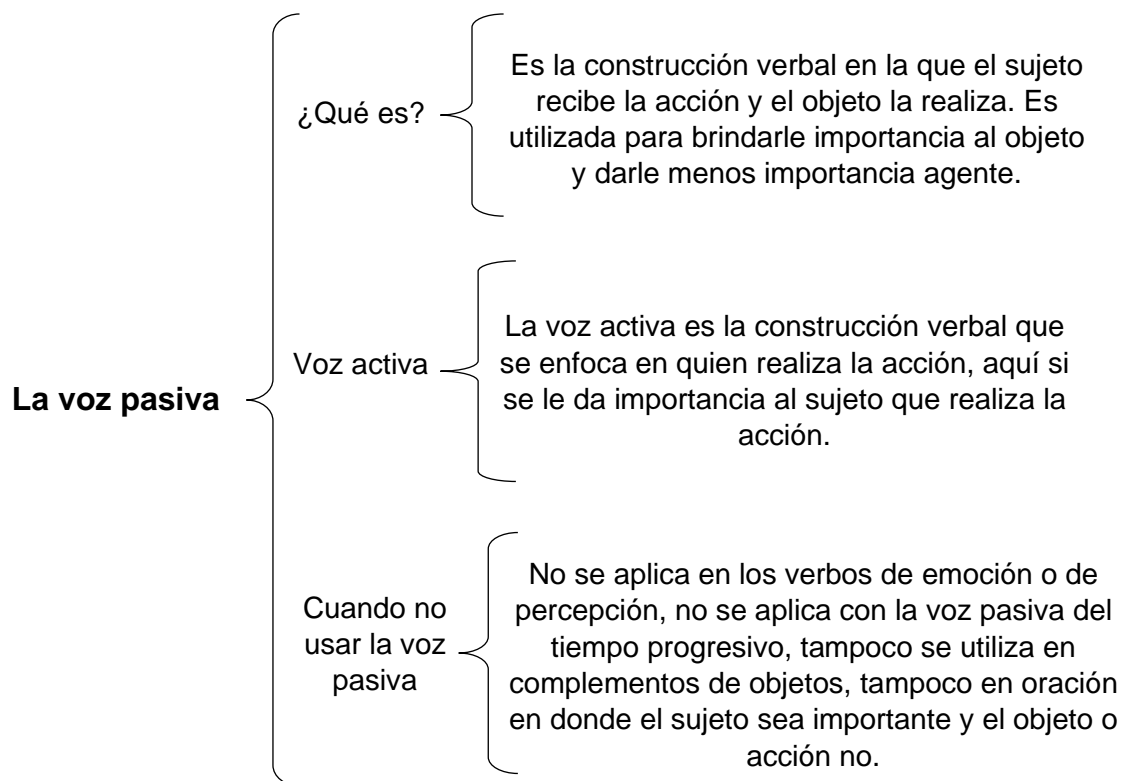 La voz pasiva
¿Qué es?
Es la construcción verbal en la que el sujeto
recibe la acción y el objeto la realiza. Es
utilizada para brindarle importancia al objeto
y darle menos importancia agente.
Voz activa
La voz activa es la construcción verbal que
se enfoca en quien realiza la acción, aquí si
se le da importancia al sujeto que realiza la
acción.
Cuando no
usar la voz
pasiva
No se aplica en los verbos de emoción o de
percepción, no se aplica con la voz pasiva del
tiempo progresivo, tampoco se utiliza en
complementos de objetos, tampoco en oración
en donde el sujeto sea importante y el objeto o
acción no.